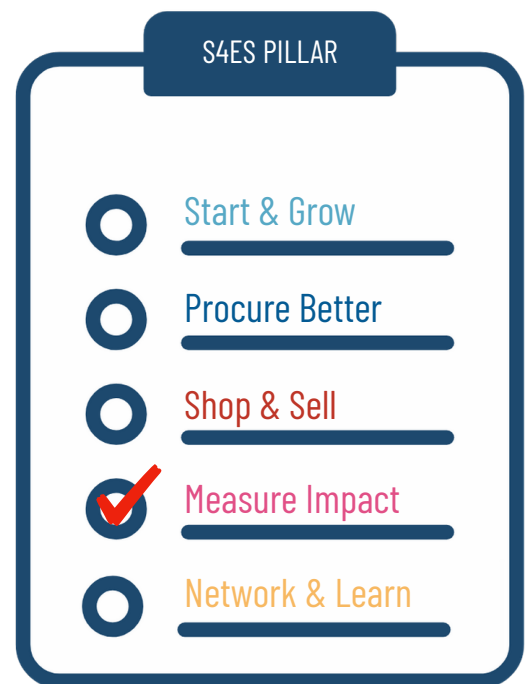 S4ES PILLAR
Start & Grow
Procure Better
Shop & Sell
Measure Impact
Network & Learn